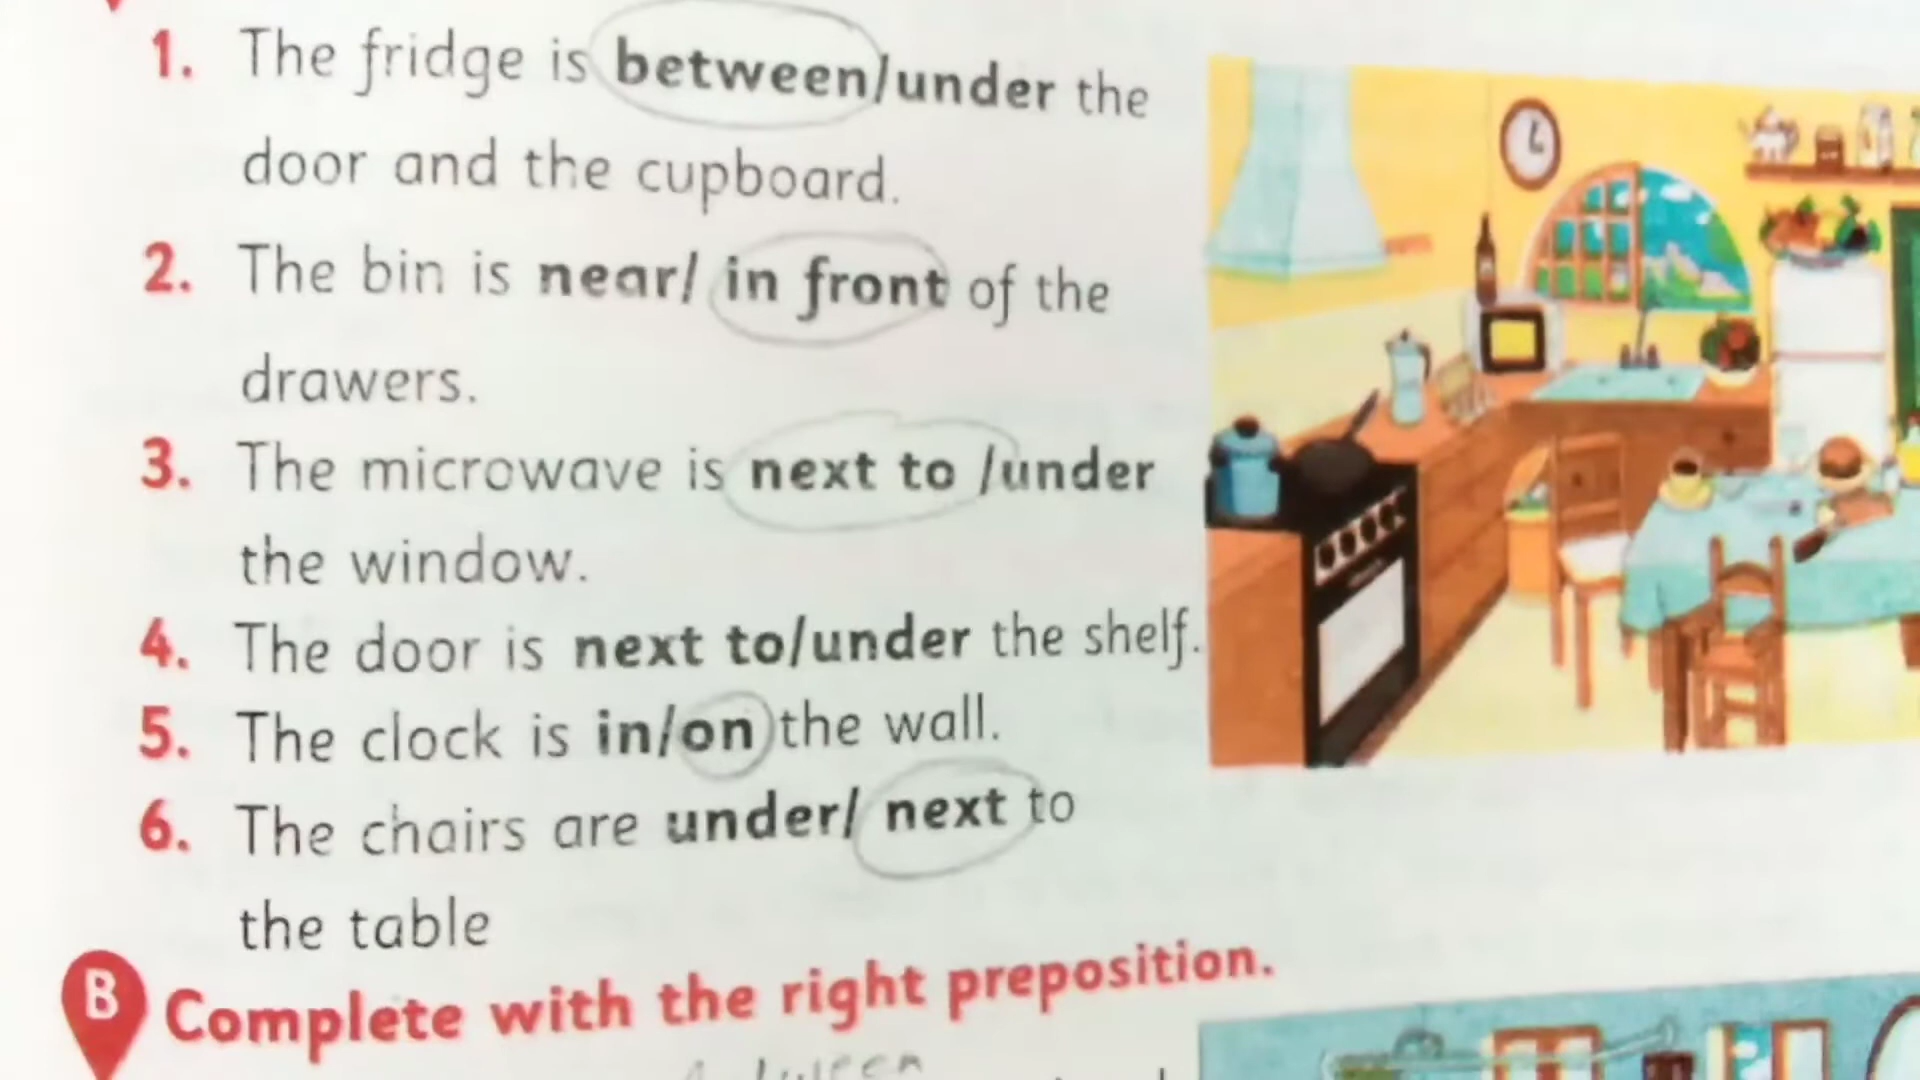 1. The fridge is between/under the
door and the cupboard.
2. The bin is near/ in front of the
drawers.
3. The microwave is next to /under
the window.
4. The door is next to/under the shelf.
5. The clock is in/on the wall.
6. The chairs are under/ next to
the table
B Complete with the right preposition.